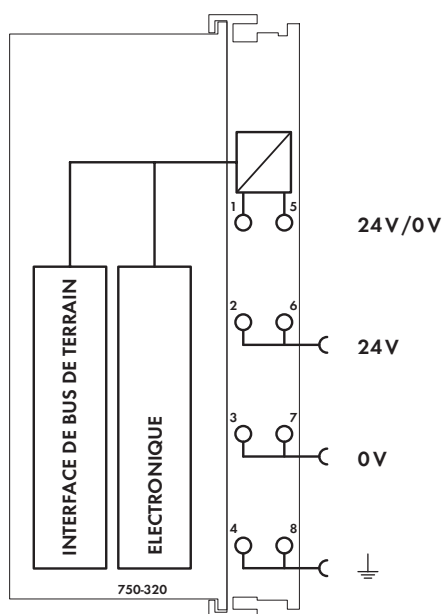 1 5
24V/0V
2 6
24V
3 7
0V
4 8
INTERFACE DE BUS DE TERRAIN
ELECTRONIQUE
750-320